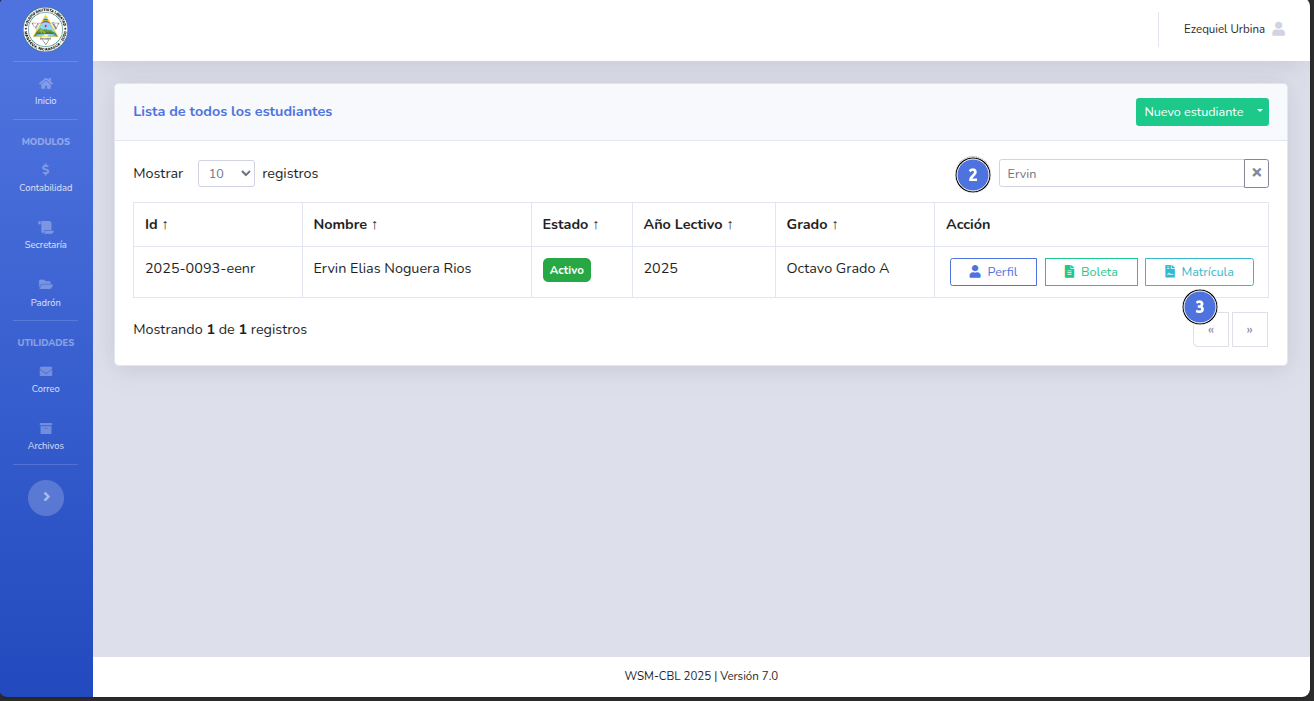 Ezequiel Urbina
Inicio
MODULOS
Contabilidad
Secretaría
Padrón
UTILIDADES
Correo
Archivos
Lista de todos los estudiantes
Nuevo estudiante
Mostrar 10 registros
2 Ervin
Id ↑ Nombre ↑ Estado ↑ Año Lectivo ↑ Grado ↑ Acción
2025-0093-eenr Ervin Elias Noguera Rios Activo 2025 Octavo Grado A Perfil Boleta Matrícula
3
Mostrando 1 de 1 registros « »
WSM-CBL 2025 | Versión 7.0